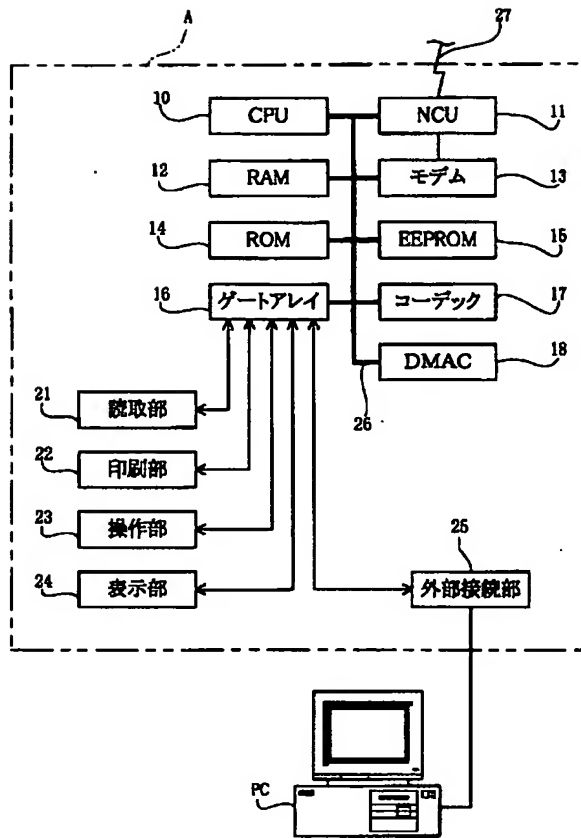 A
27
10 CPU NCU 11
12 RAM モデム 13
14 ROM EEPROM 15
16 ゲートアレイ コーデック 17
DMAC 18
26
21 読取部
22 印刷部
23 操作部
25
24 表示部 外部接続部
PC